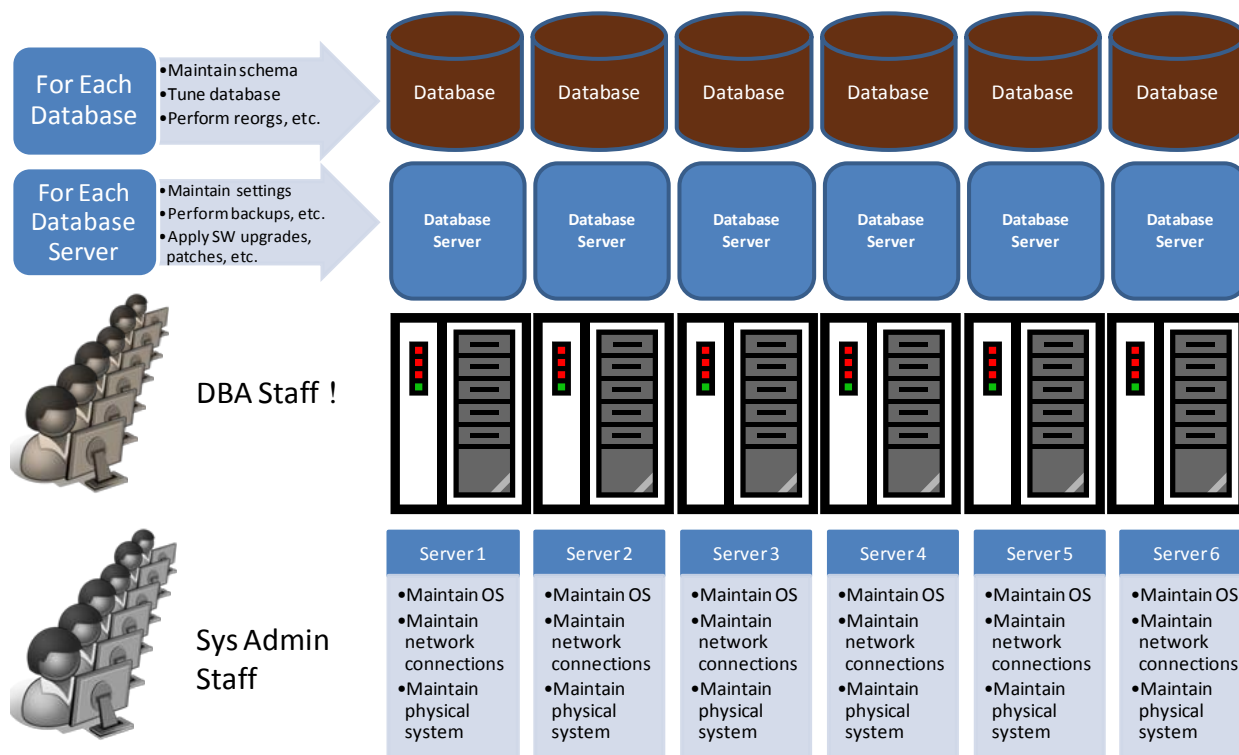 For Each
Database
•Maintain schema
•Tune database
•Perform reorgs, etc.
Database
Database
Database
Database
Database
Database
For Each
Database
Server
•Maintain settings
•Perform backups, etc.
•Apply SW upgrades,
patches, etc.
Database
Server
Database
Server
Database
Server
Database
Server
Database
Server
Database
Server
DBA Staff !
Sys Admin
Staff
Server 1
•Maintain OS
•Maintain
network
connections
•Maintain
physical
system
Server 2
•Maintain OS
•Maintain
network
connections
•Maintain
physical
system
Server 3
•Maintain OS
•Maintain
network
connections
•Maintain
physical
system
Server 4
•Maintain OS
•Maintain
network
connections
•Maintain
physical
system
Server 5
•Maintain OS
•Maintain
network
connections
•Maintain
physical
system
Server 6
•Maintain OS
•Maintain
network
connections
•Maintain
physical
system